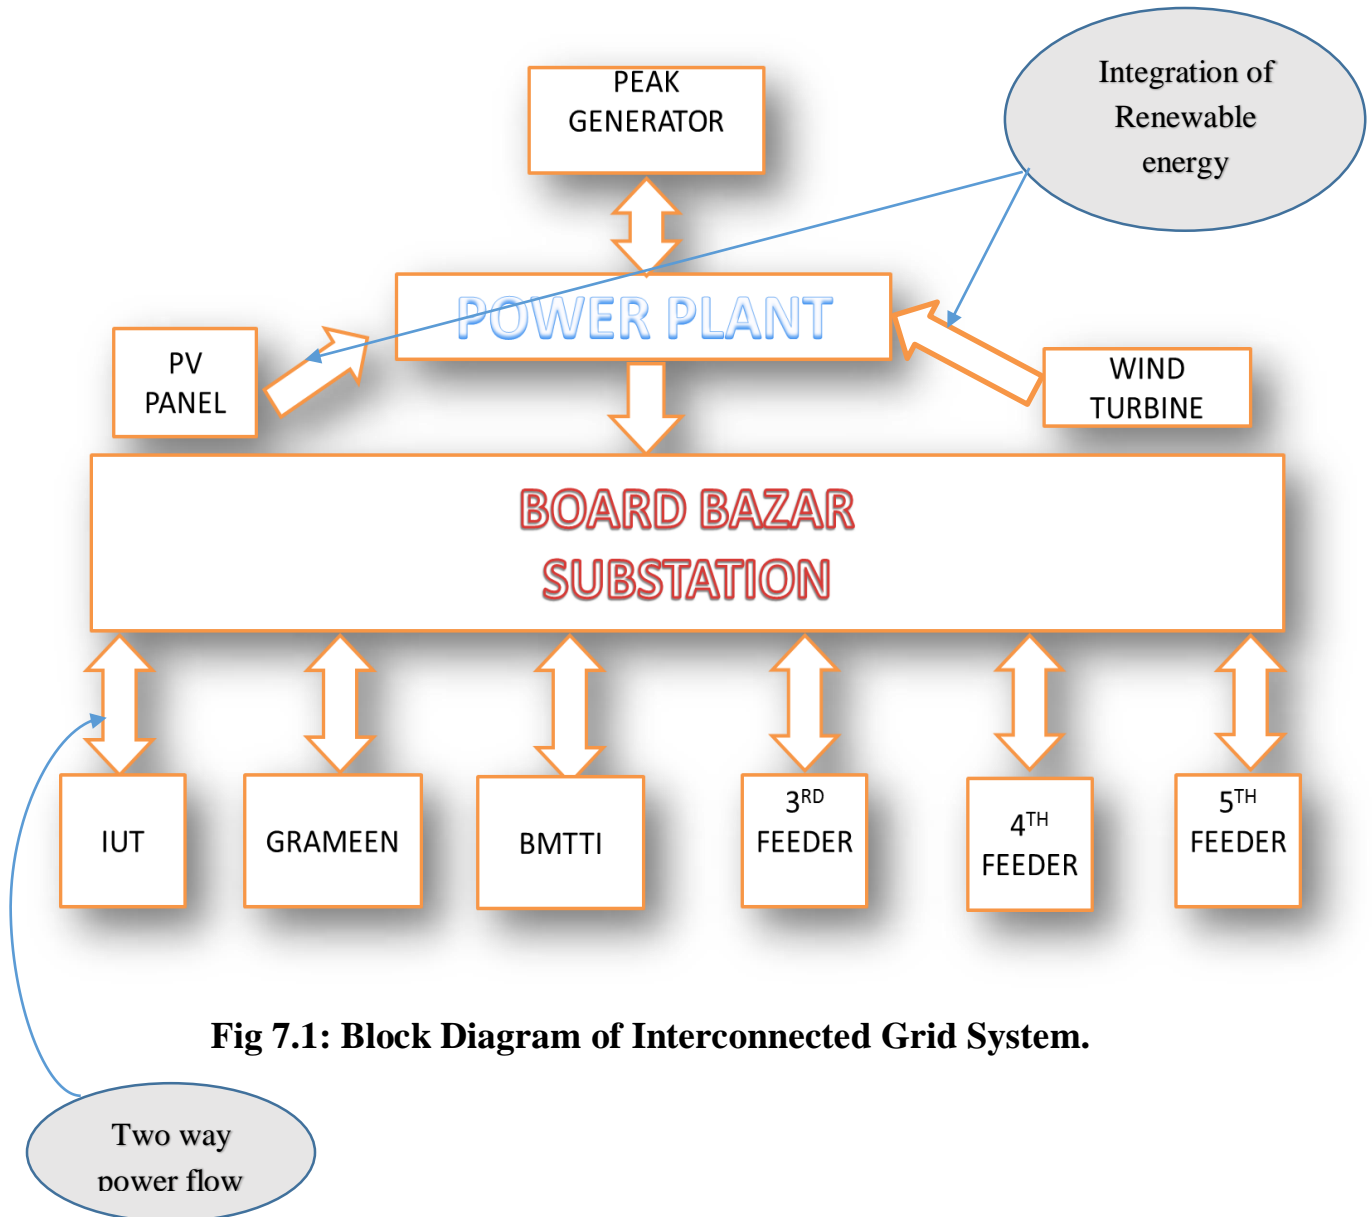 Integration of
Renewable
energy
PEAK
GENERATOR
POWER PLANT
PV
PANEL
WIND
TURBINE
BOARD BAZAR
SUBSTATION
IUT
GRAMEEN
BMTTI
3RD
FEEDER
4TH
FEEDER
5TH
FEEDER
Fig 7.1: Block Diagram of Interconnected Grid System.
Two way
power flow